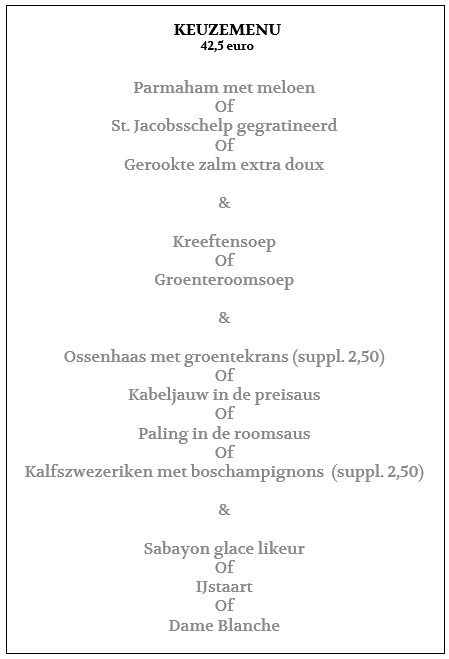 KEUZEMENU
42,5 euro
Parmaham met meloen
Of
St. Jacobsschelp gegratineerd
Of
Gerookte zalm extra doux
&
Kreeftensoep
Of
Groenteroomsoep
&
Ossenhaas met groentekrans (suppl. 2,50)
Of
Kabeljauw in de preisaus
Of
Paling in de roomsaus
Of
Kalfszwezeriken met boschampignons (suppl. 2,50)
&
Sabayon glace likeur
Of
IJstaart
Of
Dame Blanche